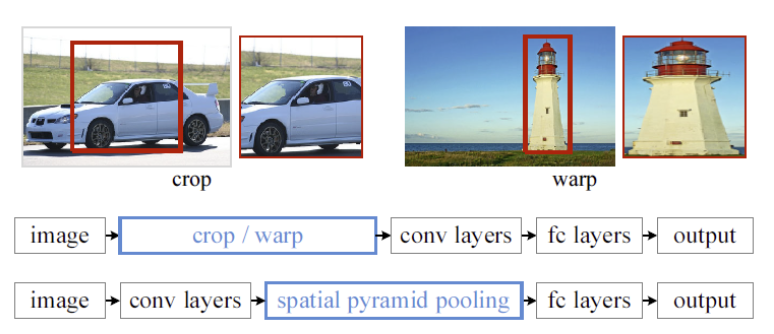 crop
warp
image
crop / warp
conv layers
fc layers
output
image
conv layers
spatial pyramid pooling
fc layers
output